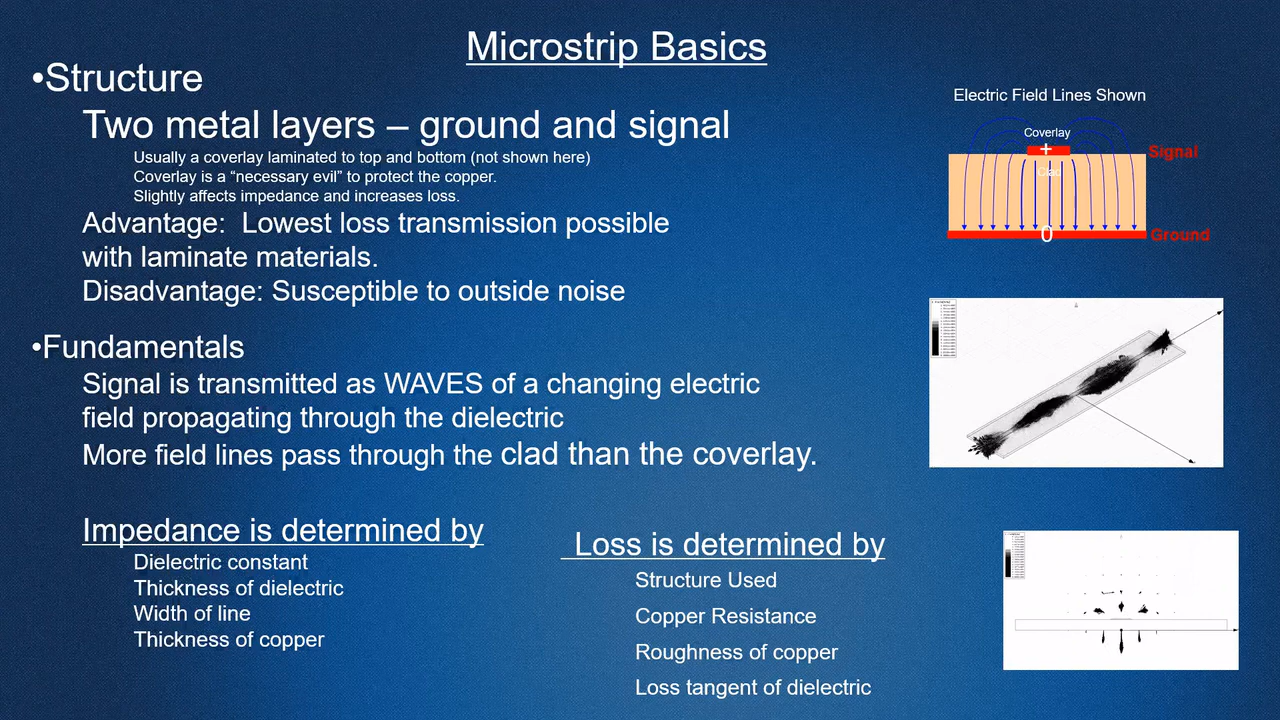 Microstrip Basics
•Structure
Two metal layers – ground and signal
Usually a coverlay laminated to top and bottom (not shown here)
Coverlay is a “necessary evil” to protect the copper.
Slightly affects impedance and increases loss.
Advantage:  Lowest loss transmission possible
with laminate materials.
Disadvantage: Susceptible to outside noise
•Fundamentals
Signal is transmitted as WAVES of a changing electric
field propagating through the dielectric
More field lines pass through the clad than the coverlay.
Impedance is determined by
Dielectric constant
Thickness of dielectric
Width of line
Thickness of copper
Loss is determined by
Structure Used
Copper Resistance
Roughness of copper
Loss tangent of dielectric
Electric Field Lines Shown
Coverlay
+
Signal
Clad
0
Ground